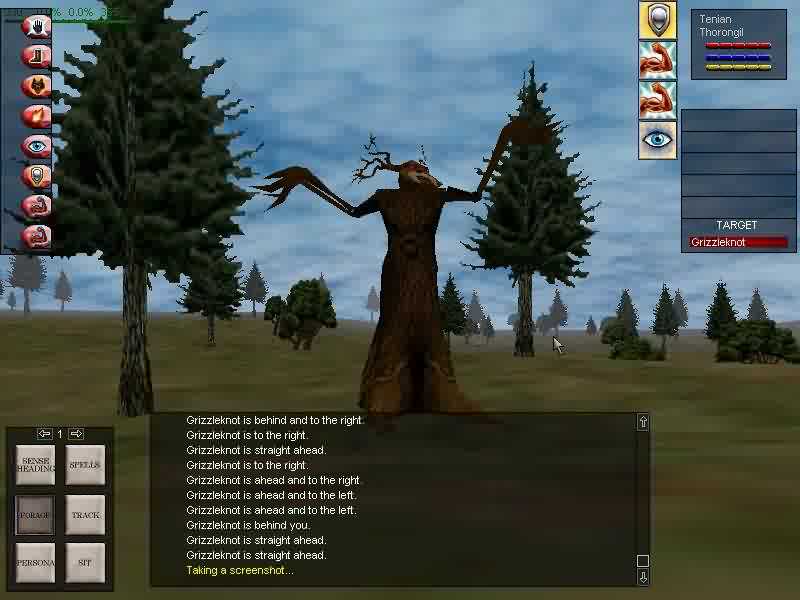 0.0%
Tenian
Thorongil
TARGET
Grizzleknot
1
SENSE
HEADING
SPELLS
FORAGE
TRACK
PERSONA
SIT
Grizzleknot is behind and to the right.
Grizzleknot is to the right.
Grizzleknot is straight ahead.
Grizzleknot is to the right.
Grizzleknot is ahead and to the right.
Grizzleknot is ahead and to the left.
Grizzleknot is ahead and to the left.
Grizzleknot is behind you.
Grizzleknot is straight ahead.
Grizzleknot is straight ahead.
Taking a screenshot...